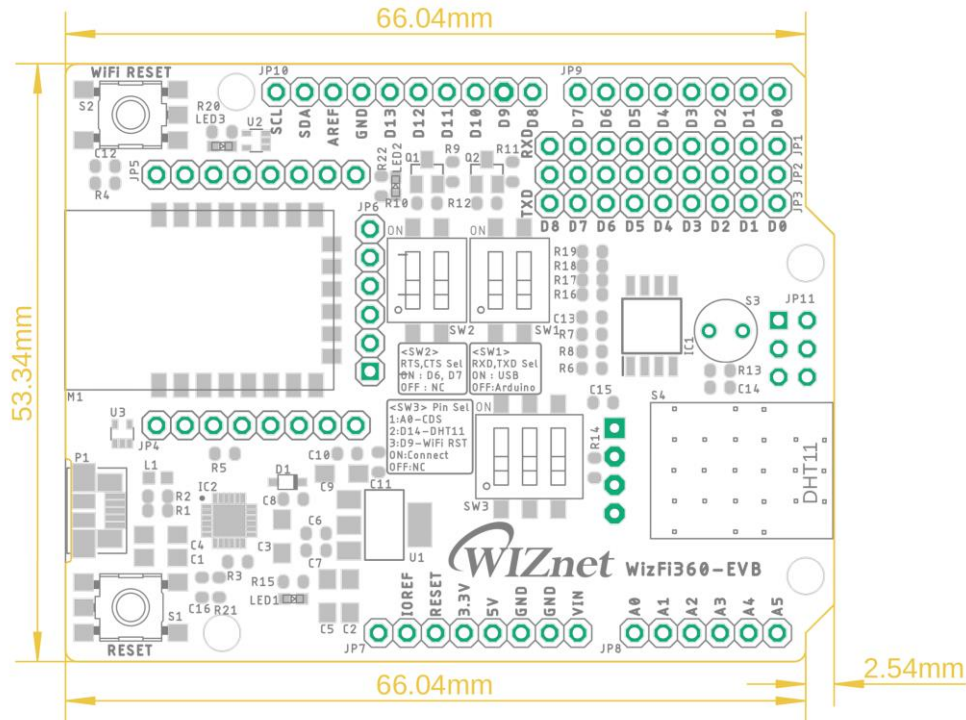 66.04mm
53.34mm
WiFi RESET
S2
R20
LED3
U2
C12
R4
JP5
JP10
SCL
SDA
AREF
GND
D13
D12
D11
D10
D9
D8
JP9
D7
D6
D5
D4
D3
D2
D1
D0
RXD
JP1
JP2
JP3
TXD
D8
D7
D6
D5
D4
D3
D2
D1
D0
R22
LED2
Q1
R9
Q2
R11
R10
R12
JP6
ON
ON
SW2
SW1
R19
R18
R17
R16
C13
R7
R8
R6
IC1
S3
JP11
R13
C14
<SW2>
RTS,CTS Sel
ON : D6, D7
OFF : NC
<SW1>
RXD,TXD Sel
ON : USB
OFF:Arduino
<SW3> Pin Sel
1:A0-CDS
2:D14-DHT11
3:D9-WiFi RST
ON:Connect
OFF:NC
ON
SW3
C15
R14
S4
DHT11
M1
U3
JP4
P1
L1
R2
R1
C4
C1
R5
IC2
D1
C8
C10
C9
C11
C6
C7
C3
R3
R15
LED1
C16
R21
C5
C2
U1
S1
RESET
WIZnet
WizFi360-EVB
JP7
IOREF
RESET
3.3V
5V
GND
GND
VIN
JP8
A0
A1
A2
A3
A4
A5
66.04mm
2.54mm